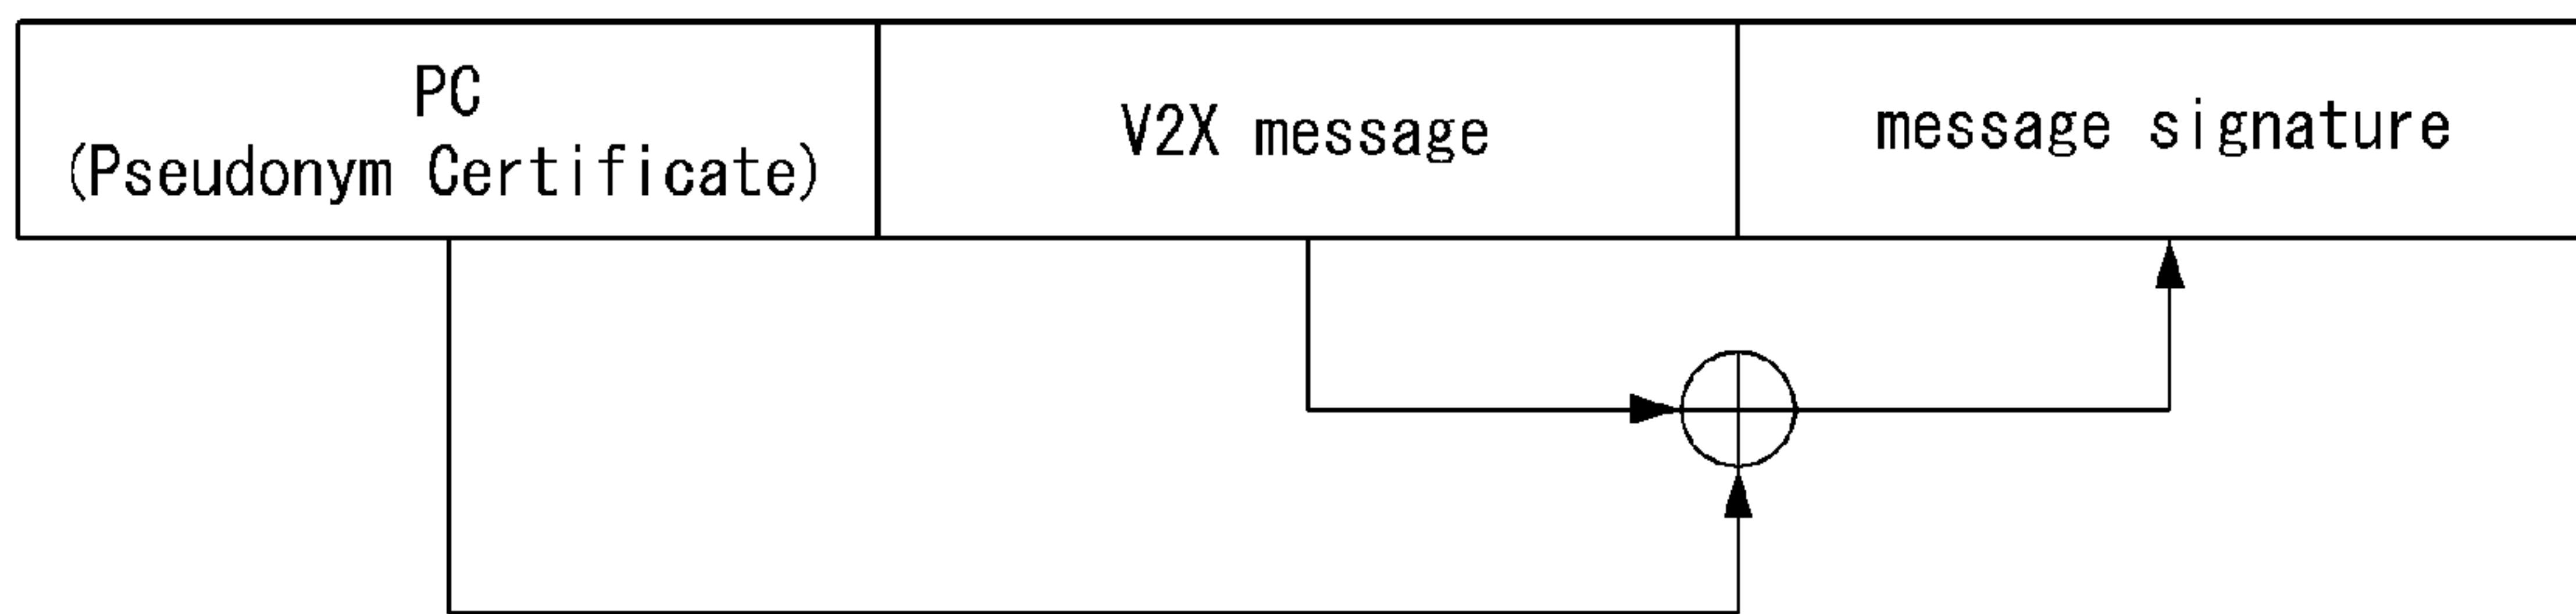 PC
(Pseudonym Certificate)
V2X message
message signature